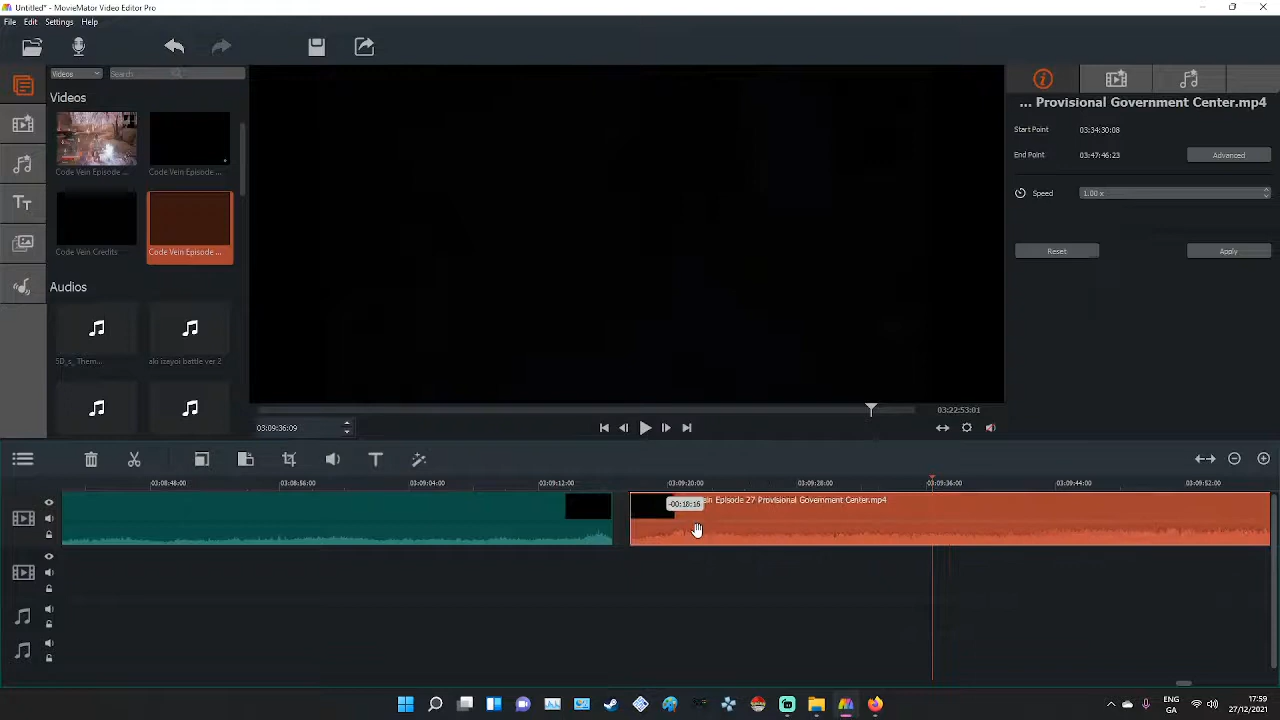 Untitled* - MovieMator Video Editor Pro
File Edit Settings Help
Videos
Search
... Provisional Government Center.mp4
Videos
Start Point 03:34:30:08
End Point 03:47:46:23 Advanced
Code Vein Episode ... Code Vein Episode ...
Speed 1.00 x
Code Vein Credits Code Vein Episode ...
Reset Apply
Audios
5D_s_ Them... aki izayoi battle ver 2
03:22:53:01
03:09:36:09
03:08:48:00 03:08:56:00 03:09:04:00 03:09:12:00 03:09:20:00 03:09:28:00 03:09:36:00 03:09:44:00 03:09:52:00
Episode 27 Provisional Government Center.mp4
-00:18:16
ENG 17:59
GA 27/12/2021